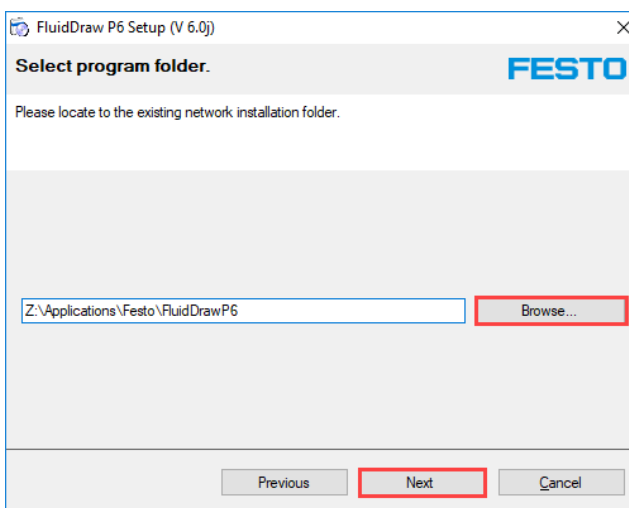 FluidDraw P6 Setup (V 6.0j)
Select program folder.
FESTO
Please locate to the existing network installation folder.
Z:\Applications\Festo\FluidDrawP6
Browse...
Previous
Next
Cancel